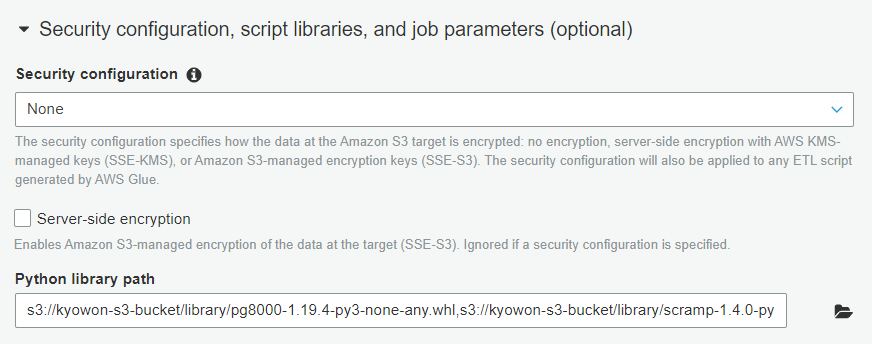 Security configuration, script libraries, and job parameters (optional)
Security configuration
None
The security configuration specifies how the data at the Amazon S3 target is encrypted: no encryption, server-side encryption with AWS KMS-
managed keys (SSE-KMS), or Amazon S3-managed encryption keys (SSE-S3). The security configuration will also be applied to any ETL script
generated by AWS Glue.
Server-side encryption
Enables Amazon S3-managed encryption of the data at the target (SSE-S3). Ignored if a security configuration is specified.
Python library path
s3://kyowon-s3-bucket/library/pg8000-1.19.4-py3-none-any.whl,s3://kyowon-s3-bucket/library/scramp-1.4.0-py